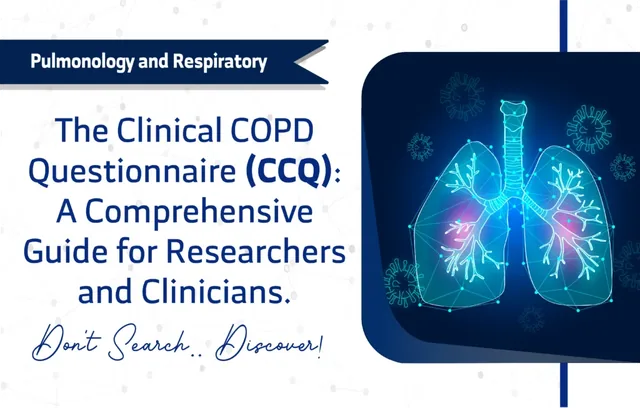 Pulmonology and Respiratory
The Clinical COPD
Questionnaire (CCQ):
A Comprehensive
Guide for Researchers
and Clinicians.
Don't Search.. Discover!